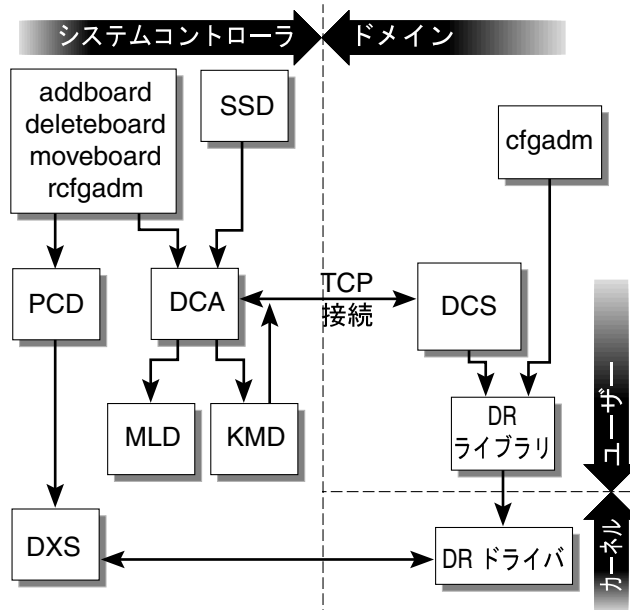 システムコントローラ
ドメイン
addboard
deleteboard
moveboard
rcfgadm
SSD
cfgadm
PCD
DCA
TCP
接続
DCS
MLD
KMD
DR
ライブラリ
ユーザー
カーネル
DXS
DR ドライバ